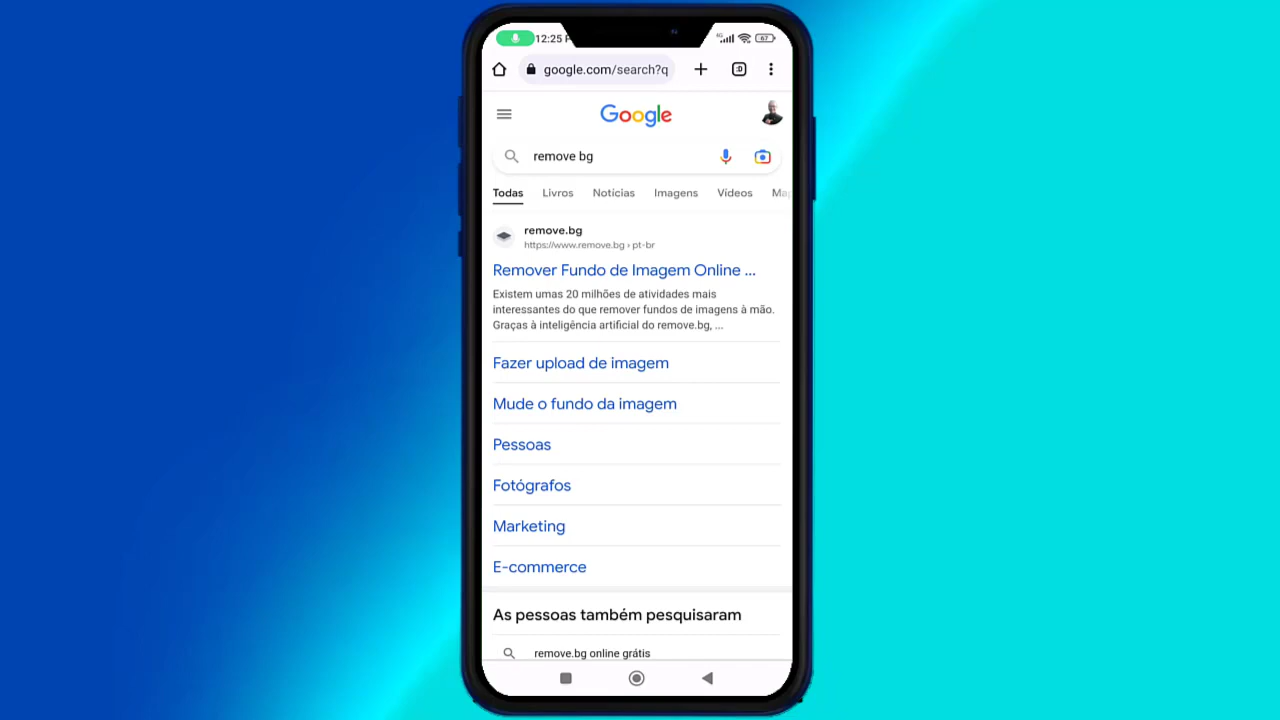 12:25
4G
67
google.com/search?q
:D
Google
remove bg
Todas
Livros
Notícias
Imagens
Vídeos
remove.bg
https://www.remove.bg › pt-br
Remover Fundo de Imagem Online ...
Existem umas 20 milhões de atividades mais
interessantes do que remover fundos de imagens à mão.
Graças à inteligência artificial do remove.bg, ...
Fazer upload de imagem
Mude o fundo da imagem
Pessoas
Fotógrafos
Marketing
E-commerce
As pessoas também pesquisaram
remove.bg online grátis